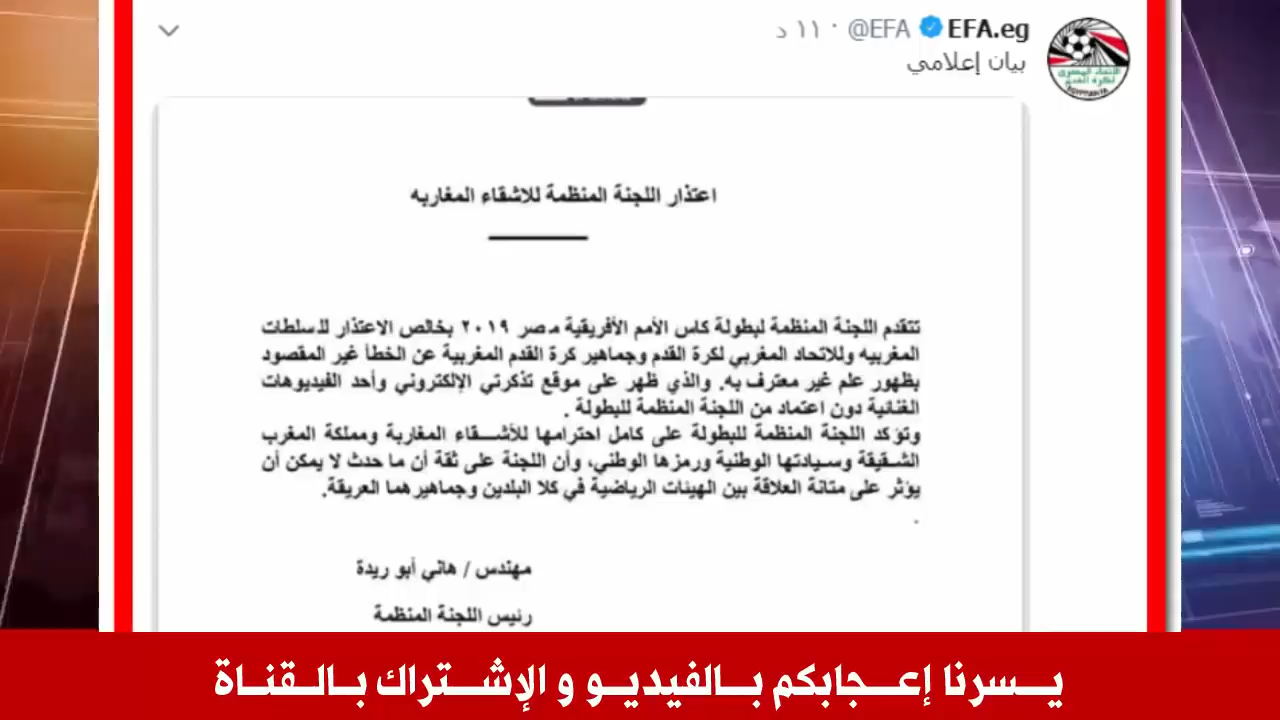 EFA.eg @EFA · ١١ د
بيان إعلامي
اعتذار اللجنة المنظمة للاشقاء المغاربه
تتقدم اللجنة المنظمة لبطولة كاس الأمم الأفريقية مصر ٢٠١٩ بخالص الاعتذار للسلطات
المغربيه وللاتحاد المغربي لكرة القدم وجماهير كرة القدم المغربية عن الخطأ غير المقصود
بظهور علم غير معترف به. والذي ظهر على موقع تذكرتي الإلكتروني وأحد الفيديوهات
الغنائية دون اعتماد من اللجنة المنظمة للبطولة .
وتؤكد اللجنة المنظمة للبطولة على كامل احترامها للأشقاء المغاربة ومملكة المغرب
الشقيقة وسيادتها الوطنية ورمزها الوطني، وأن اللجنة على ثقة أن ما حدث لا يمكن أن
يؤثر على متانة العلاقة بين الهيئات الرياضية في كلا البلدين وجماهيرهما العريقة.
.
مهندس / هاني أبو ريدة
رئيس اللجنة المنظمة
يسرنا إعجابكم بالفيديو و الإشتراك بالقناة